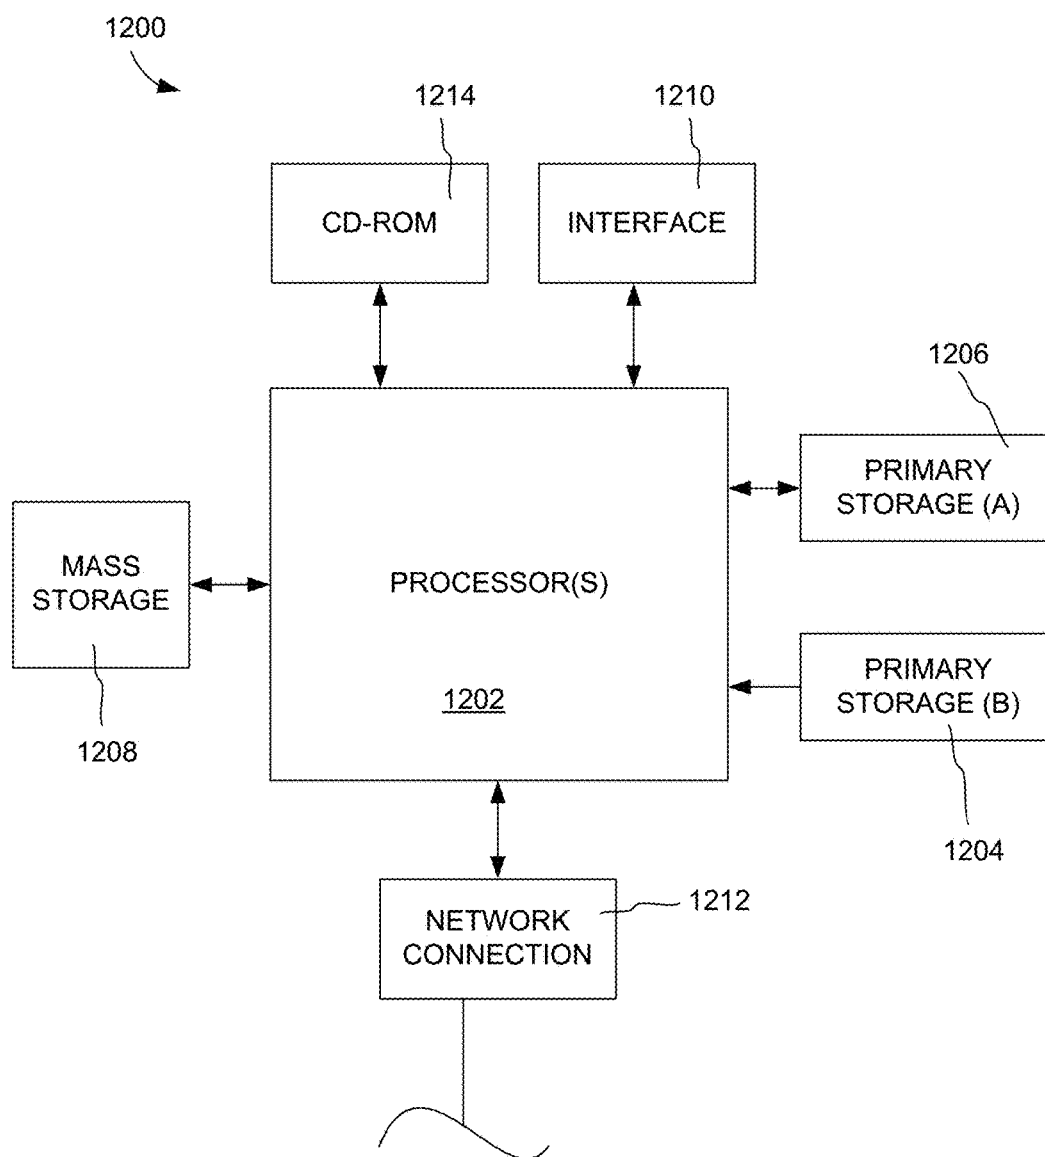 1200
1214
1210
CD-ROM
INTERFACE
1206
PRIMARY
STORAGE (A)
MASS
STORAGE
PROCESSOR(S)
PRIMARY
STORAGE (B)
1202
1208
1204
1212
NETWORK
CONNECTION